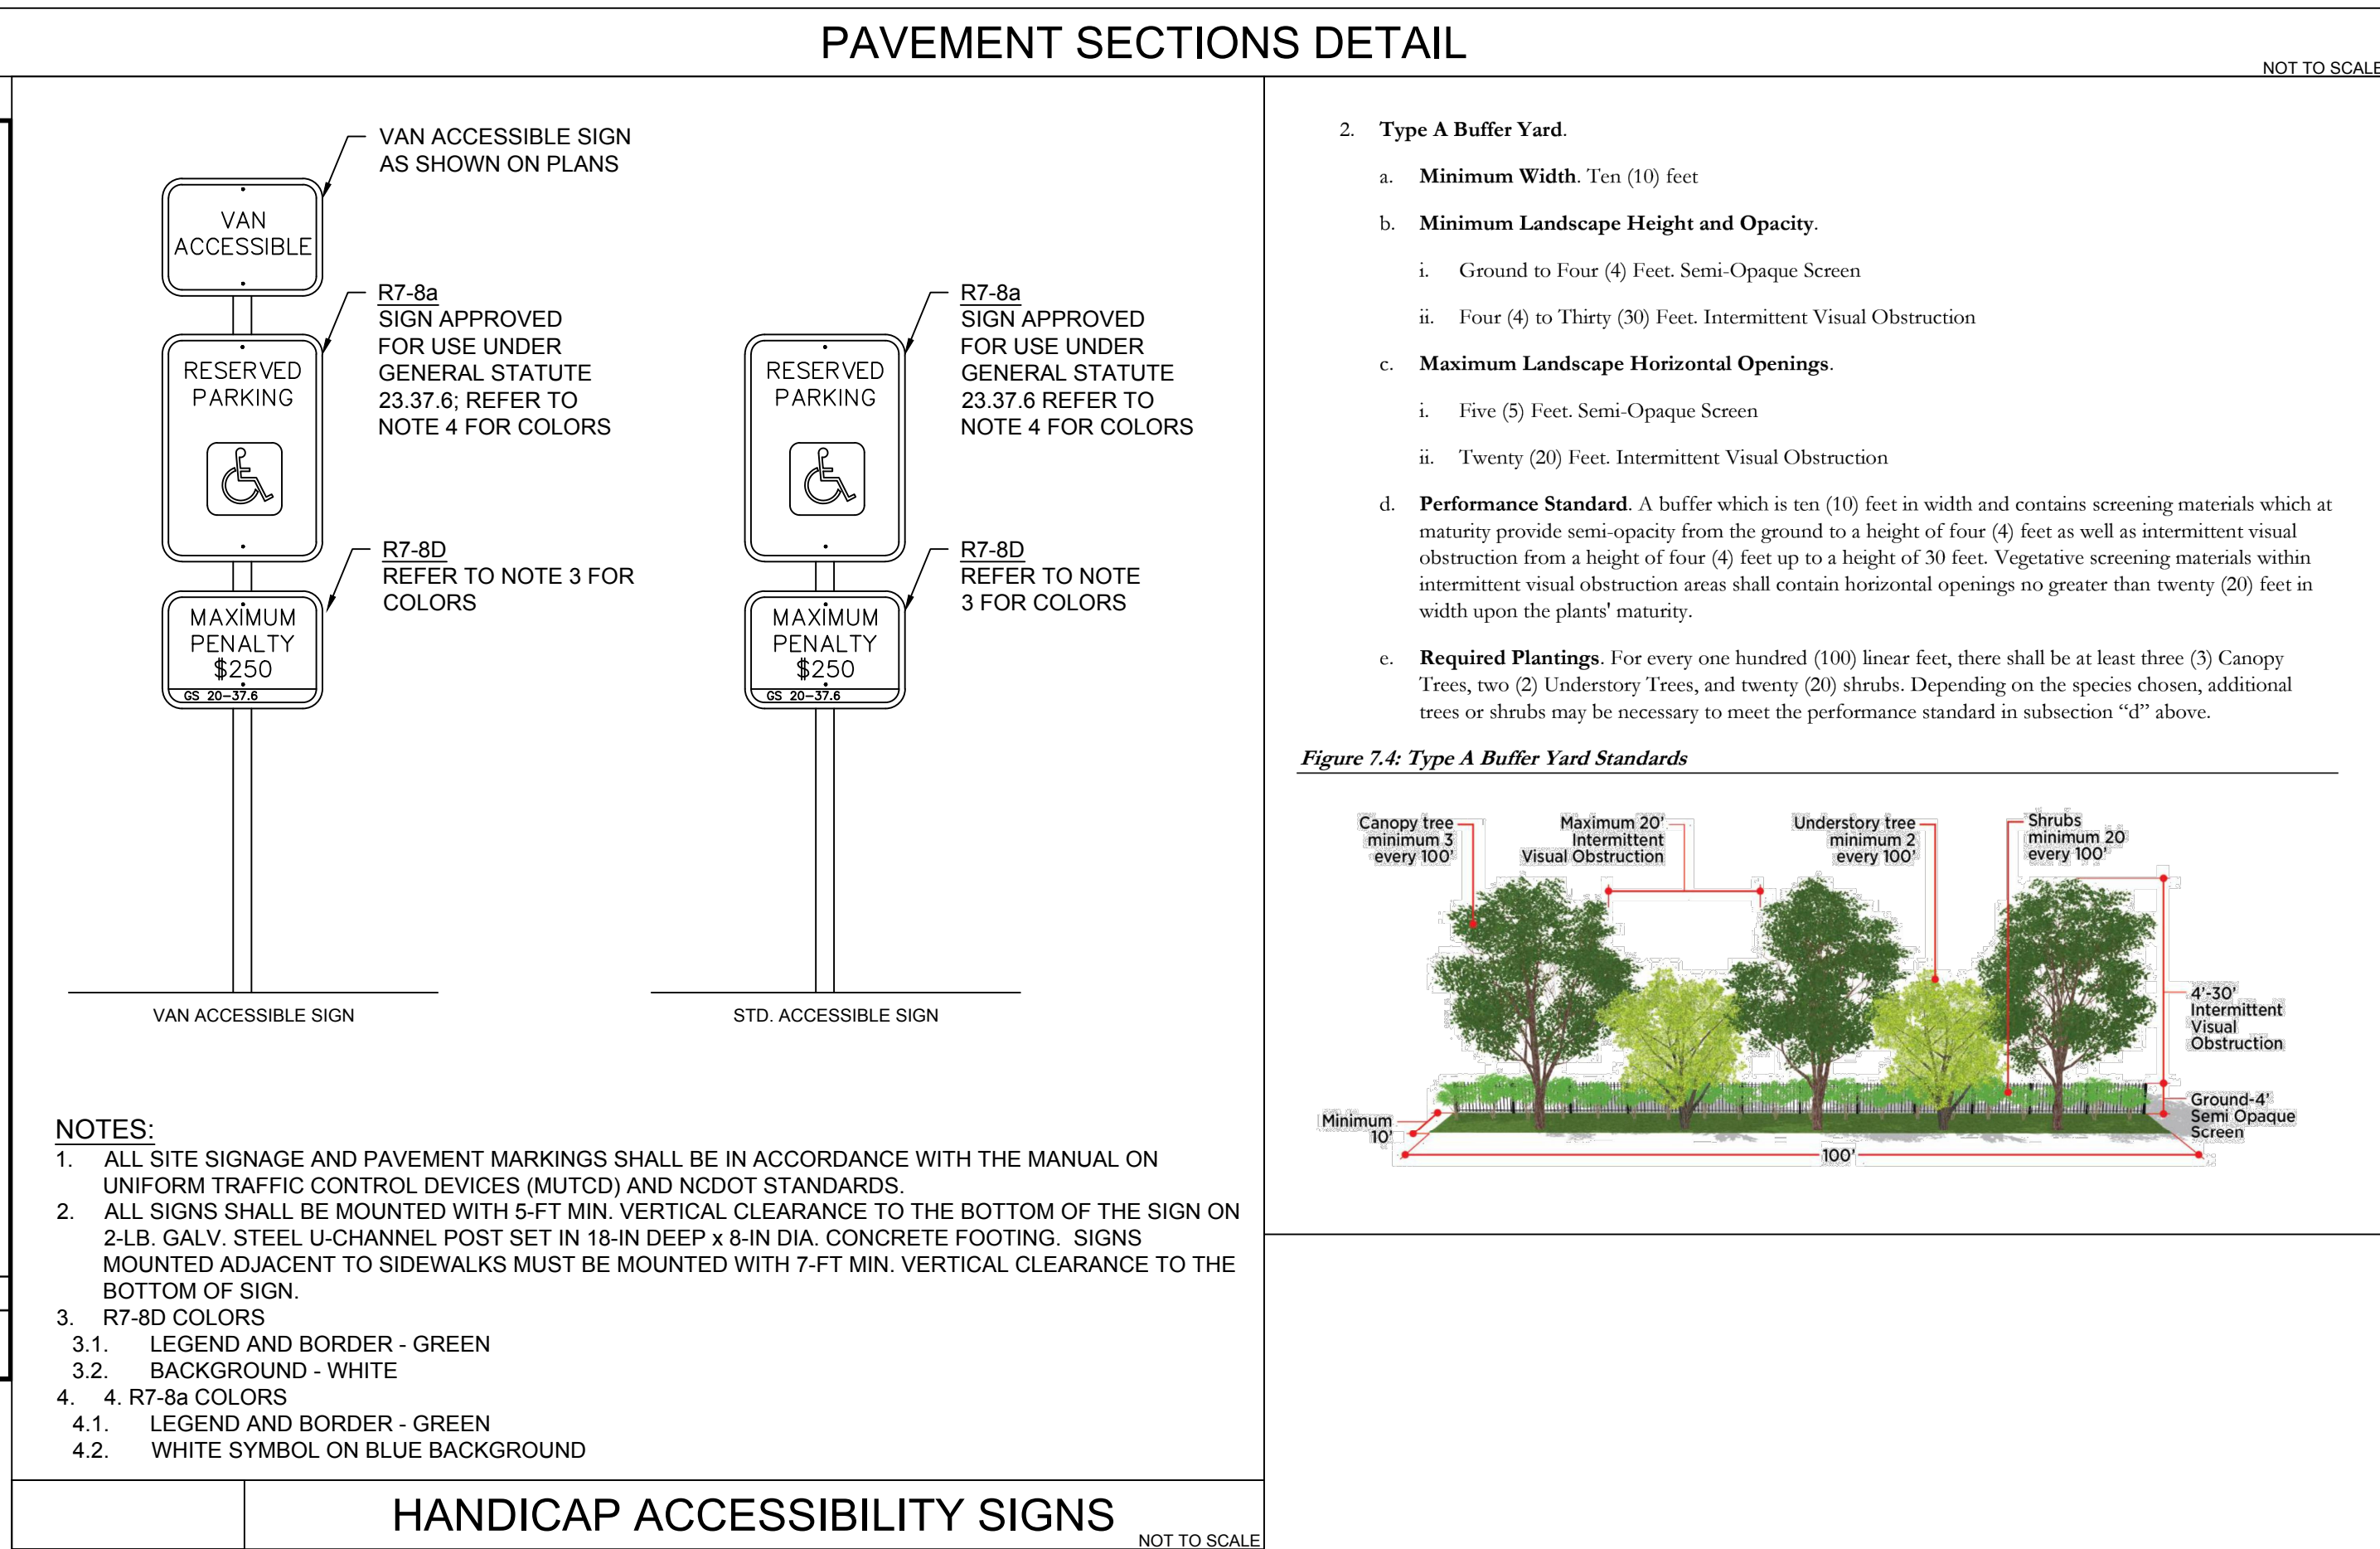 PAVEMENT SECTIONS DETAIL
NOT TO SCALE
VAN ACCESSIBLE SIGN
AS SHOWN ON PLANS
VAN
ACCESSIBLE
R7-8a
SIGN APPROVED
FOR USE UNDER
GENERAL STATUTE
23.37.6; REFER TO
NOTE 4 FOR COLORS
RESERVED
PARKING
R7-8D
REFER TO NOTE 3 FOR
COLORS
MAXIMUM
PENALTY
$250
GS 20-37.6
VAN ACCESSIBLE SIGN
R7-8a
SIGN APPROVED
FOR USE UNDER
GENERAL STATUTE
23.37.6 REFER TO
NOTE 4 FOR COLORS
RESERVED
PARKING
R7-8D
REFER TO NOTE
3 FOR COLORS
MAXIMUM
PENALTY
$250
GS 20-37.6
STD. ACCESSIBLE SIGN
NOTES:
1. ALL SITE SIGNAGE AND PAVEMENT MARKINGS SHALL BE IN ACCORDANCE WITH THE MANUAL ON
UNIFORM TRAFFIC CONTROL DEVICES (MUTCD) AND NCDOT STANDARDS.
2. ALL SIGNS SHALL BE MOUNTED WITH 5-FT MIN. VERTICAL CLEARANCE TO THE BOTTOM OF THE SIGN ON
2-LB. GALV. STEEL U-CHANNEL POST SET IN 18-IN DEEP x 8-IN DIA. CONCRETE FOOTING. SIGNS
MOUNTED ADJACENT TO SIDEWALKS MUST BE MOUNTED WITH 7-FT MIN. VERTICAL CLEARANCE TO THE
BOTTOM OF SIGN.
3. R7-8D COLORS
3.1. LEGEND AND BORDER - GREEN
3.2. BACKGROUND - WHITE
4. 4. R7-8a COLORS
4.1. LEGEND AND BORDER - GREEN
4.2. WHITE SYMBOL ON BLUE BACKGROUND
HANDICAP ACCESSIBILITY SIGNS
NOT TO SCALE
2. Type A Buffer Yard.
a. Minimum Width. Ten (10) feet
b. Minimum Landscape Height and Opacity.
i. Ground to Four (4) Feet. Semi-Opaque Screen
ii. Four (4) to Thirty (30) Feet. Intermittent Visual Obstruction
c. Maximum Landscape Horizontal Openings.
i. Five (5) Feet. Semi-Opaque Screen
ii. Twenty (20) Feet. Intermittent Visual Obstruction
d. Performance Standard. A buffer which is ten (10) feet in width and contains screening materials which at
maturity provide semi-opacity from the ground to a height of four (4) feet as well as intermittent visual
obstruction from a height of four (4) feet up to a height of 30 feet. Vegetative screening materials within
intermittent visual obstruction areas shall contain horizontal openings no greater than twenty (20) feet in
width upon the plants' maturity.
e. Required Plantings. For every one hundred (100) linear feet, there shall be at least three (3) Canopy
Trees, two (2) Understory Trees, and twenty (20) shrubs. Depending on the species chosen, additional
trees or shrubs may be necessary to meet the performance standard in subsection “d” above.
Figure 7.4: Type A Buffer Yard Standards
Canopy tree
minimum 3
every 100'
Maximum 20'
Intermittent
Visual Obstruction
Understory tree
minimum 2
every 100'
Shrubs
minimum 20
every 100'
4'-30'
Intermittent
Visual
Obstruction
Ground-4'
Semi Opaque
Screen
Minimum
10'
100'